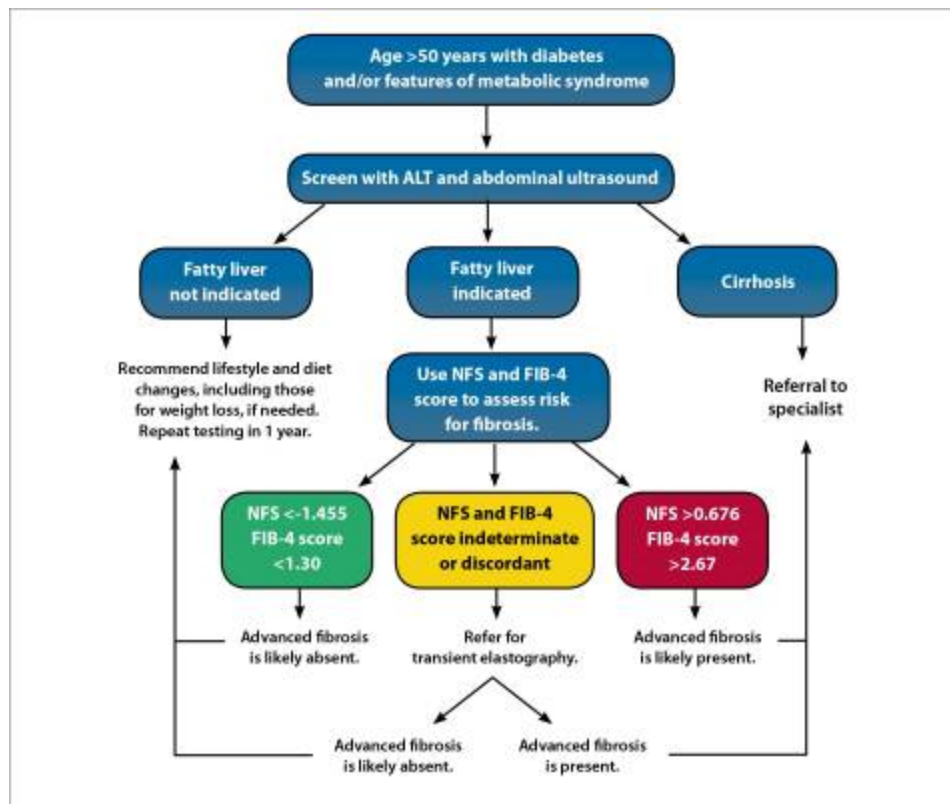 Age >50 years with diabetes
and/or features of metabolic syndrome
Screen with ALT and abdominal ultrasound
Fatty liver
not indicated
Fatty liver
indicated
Cirrhosis
Recommend lifestyle and diet
changes, including those
for weight loss, if needed.
Repeat testing in 1 year.
Use NFS and FIB-4
score to assess risk
for fibrosis.
Referral to
specialist
NFS <-1.455
FIB-4 score
<1.30
NFS and FIB-4
score indeterminate
or discordant
NFS >0.676
FIB-4 score
>2.67
Advanced fibrosis
is likely absent.
Refer for
transient elastography.
Advanced fibrosis
is likely present.
Advanced fibrosis
is likely absent.
Advanced fibrosis
is present.